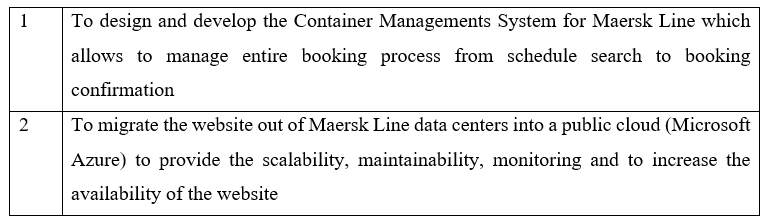 1 To design and develop the Container Managements System for Maersk Line which
allows to manage entire booking process from schedule search to booking
confirmation
2 To migrate the website out of Maersk Line data centers into a public cloud (Microsoft
Azure) to provide the scalability, maintainability, monitoring and to increase the
availability of the website